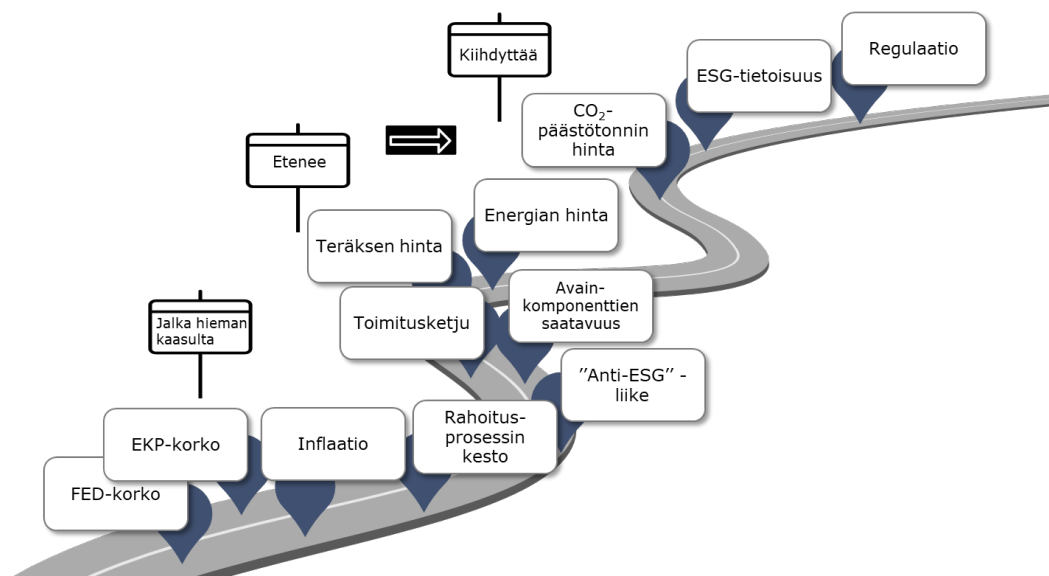 Kiihdyttää
Regulaatio
ESG-tietoisuus
CO₂-
päästötonnin
hinta
Etenee
Energian hinta
Teräksen hinta
Avain-
komponenttien
saatavuus
Toimitusketju
Jalka hieman
kaasulta
”Anti-ESG” -
liike
Rahoitus-
prosessin
kesto
Inflaatio
EKP-korko
FED-korko